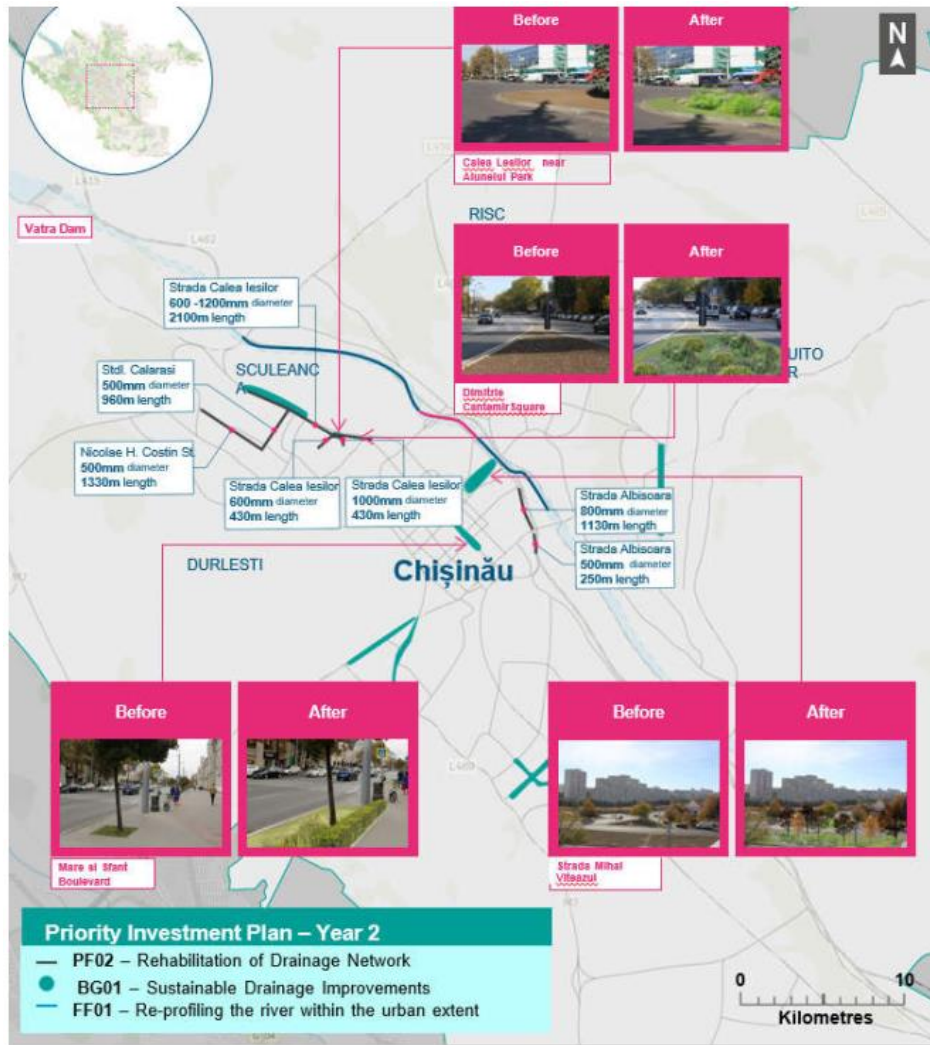 Before
After
N
Calea Lesilor near
Alunelul Park
L415
RISC
Vatra Dam
L402
Before
After
Strada Calea Iesilor
600 -1200mm diameter
2100m length
SCULEANC
A
UITO
R
Stdl. Calarasi
500mm diameter
960m length
Dimitrie
Cantemir Square
Nicolae H. Costin St.
500mm diameter
1330m length
Strada Calea Iesilor
600mm diameter
430m length
Strada Calea Iesilor
1000mm diameter
430m length
Strada Albisoara
800mm diameter
1130m length
Strada Albisoara
500mm diameter
250m length
DURLESTI
Chișinău
Before
After
L469
Before
After
Mare si Sfant
Boulevard
Strada Mihai
Viteazul
Priority Investment Plan – Year 2
PF02 – Rehabilitation of Drainage Network
BG01 – Sustainable Drainage Improvements
FF01 – Re-profiling the river within the urban extent
0
10
Kilometres